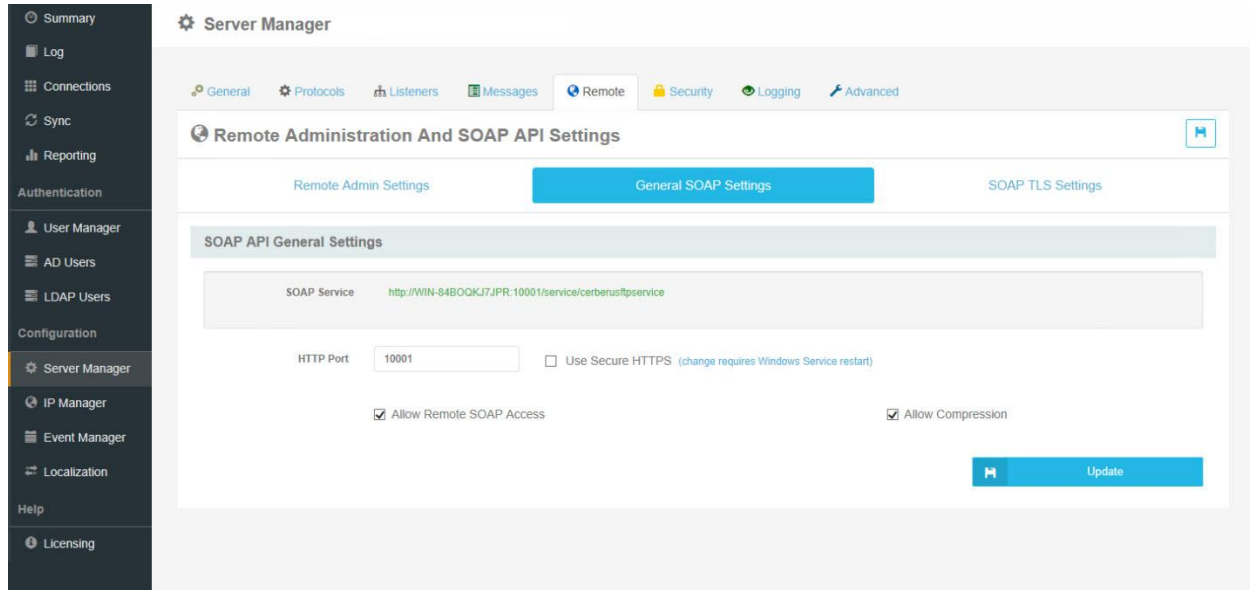 Summary
Log
Connections
Sync
Reporting
Authentication
User Manager
AD Users
LDAP Users
Configuration
Server Manager
IP Manager
Event Manager
Localization
Help
Licensing
Server Manager
General Protocols Listeners Messages Remote Security Logging Advanced
Remote Administration And SOAP API Settings
Remote Admin Settings General SOAP Settings SOAP TLS Settings
SOAP API General Settings
SOAP Service http://WIN-84BOQKJ7JPR:10001/service/cerberusftpservice
HTTP Port 10001 Use Secure HTTPS (change requires Windows Service restart)
Allow Remote SOAP Access Allow Compression
Update